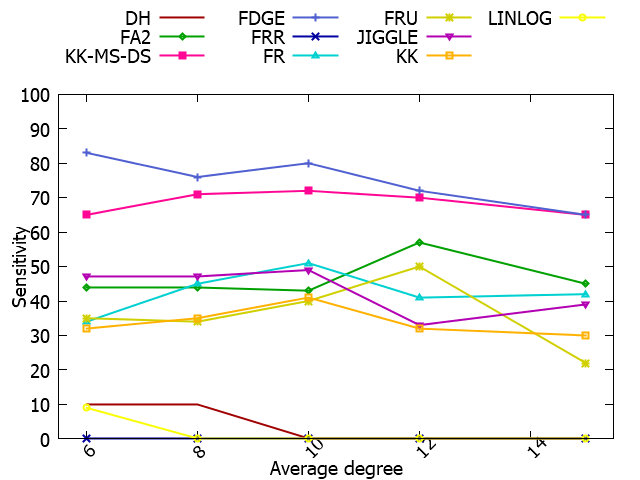 DH FDGE FRU LINLOG
FA2 FRR JIGGLE
KK-MS-DS FR KK
100
90
80
70
60
50
40
30
20
10
0
Sensitivity
6 8 10 12 14
Average degree